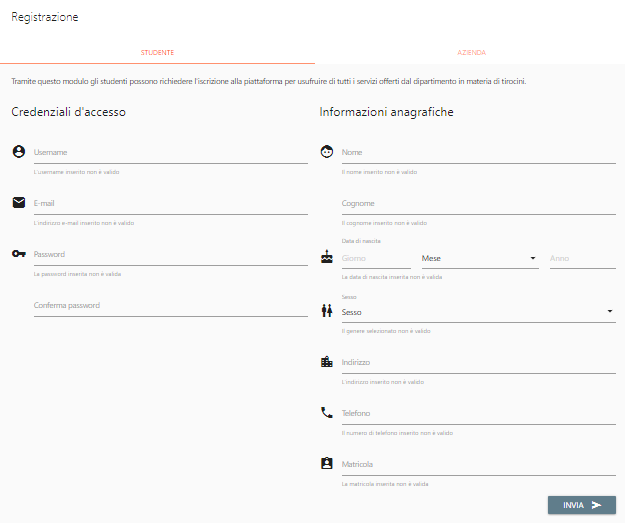 Registrazione
STUDENTE
AZIENDA
Tramite questo modulo gli studenti possono richiedere l'iscrizione alla piattaforma per usufruire di tutti i servizi offerti dal dipartimento in materia di tirocini.
Credenziali d'accesso
Username
L'username inserito non è valido
E-mail
L'indirizzo e-mail inserito non è valido
Password
La password inserita non è valida
Conferma password
Informazioni anagrafiche
Nome
Il nome inserito non è valido
Cognome
Il cognome inserito non è valido
Data di nascita
Giorno Mese Anno
La data di nascita inserita non è valida
Sesso
Sesso
Il genere selezionato non è valido
Indirizzo
L'indirizzo inserito non è valido
Telefono
Il numero di telefono inserito non è valido
Matricola
La matricola inserita non è valida
INVIA